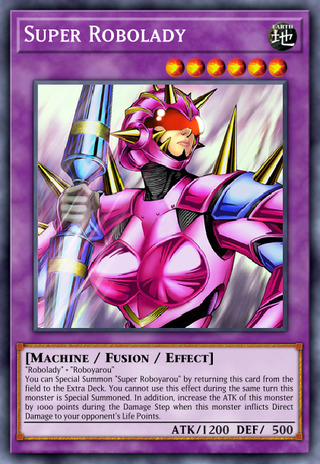 Super Robolady
EARTH
地
[Machine / Fusion / Effect]
"Robolady" + "Roboyarou"
You can Special Summon "Super Roboyarou" by returning this card from
the field to the Extra Deck. You cannot use this effect during the same turn this
monster is Special Summoned. In addition, increase the ATK of this monster
by 1000 points during the Damage Step when this monster inflicts Direct
Damage to your opponent's Life Points.
ATK/1200 DEF/ 500